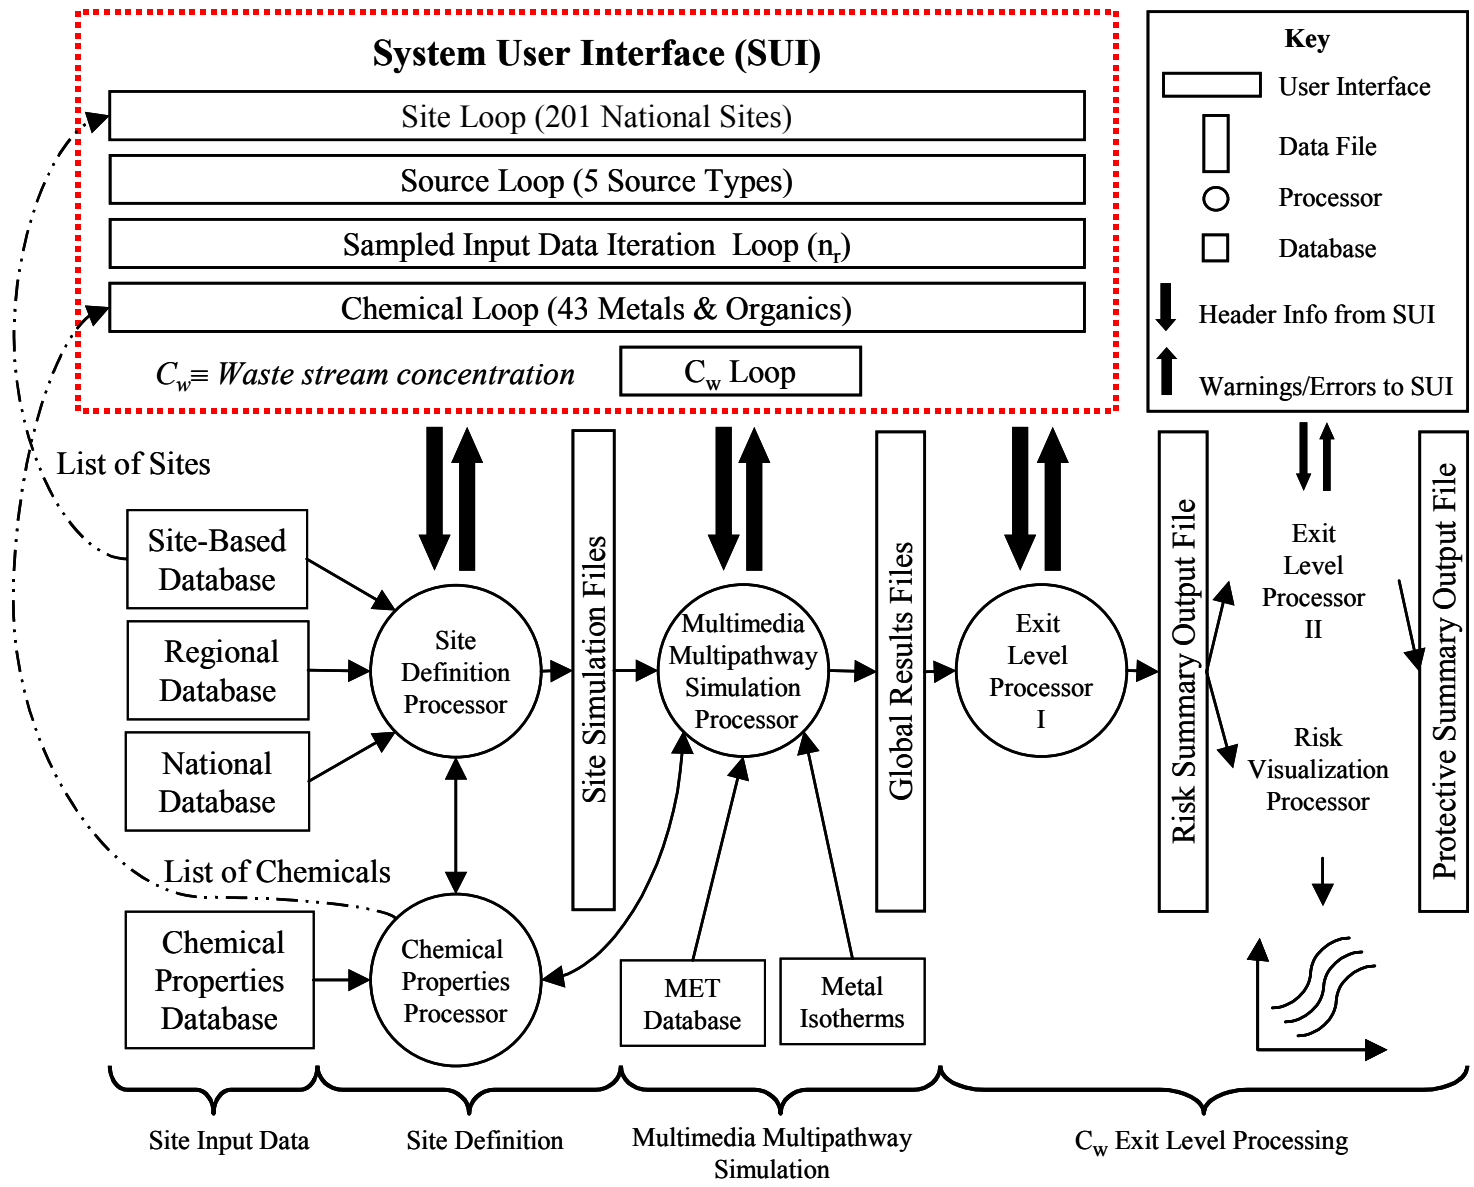 System User Interface (SUI)
Site Loop (201 National Sites)
Source Loop (5 Source Types)
Sampled Input Data Iteration Loop (nr)
Chemical Loop (43 Metals & Organics)
Cw≡ Waste stream concentration
Cw Loop
Key
User Interface
Data File
Processor
Database
Header Info from SUI
Warnings/Errors to SUI
List of Sites
Site-Based
Database
Regional
Database
National
Database
List of Chemicals
Chemical
Properties
Database
Site
Definition
Processor
Chemical
Properties
Processor
Site Simulation Files
Multimedia
Multipathway
Simulation
Processor
MET
Database
Metal
Isotherms
Global Results Files
Exit
Level
Processor
I
Risk Summary Output File
Exit
Level
Processor
II
Risk
Visualization
Processor
Protective Summary Output File
Site Input Data
Site Definition
Multimedia Multipathway
Simulation
Cw Exit Level Processing